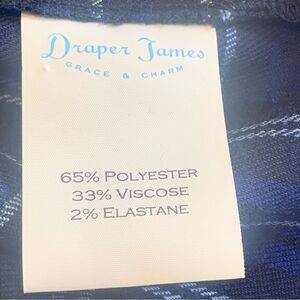 Draper James
GRACE & CHARM
65% POLYESTER
33% VISCOSE
2% ELASTANE